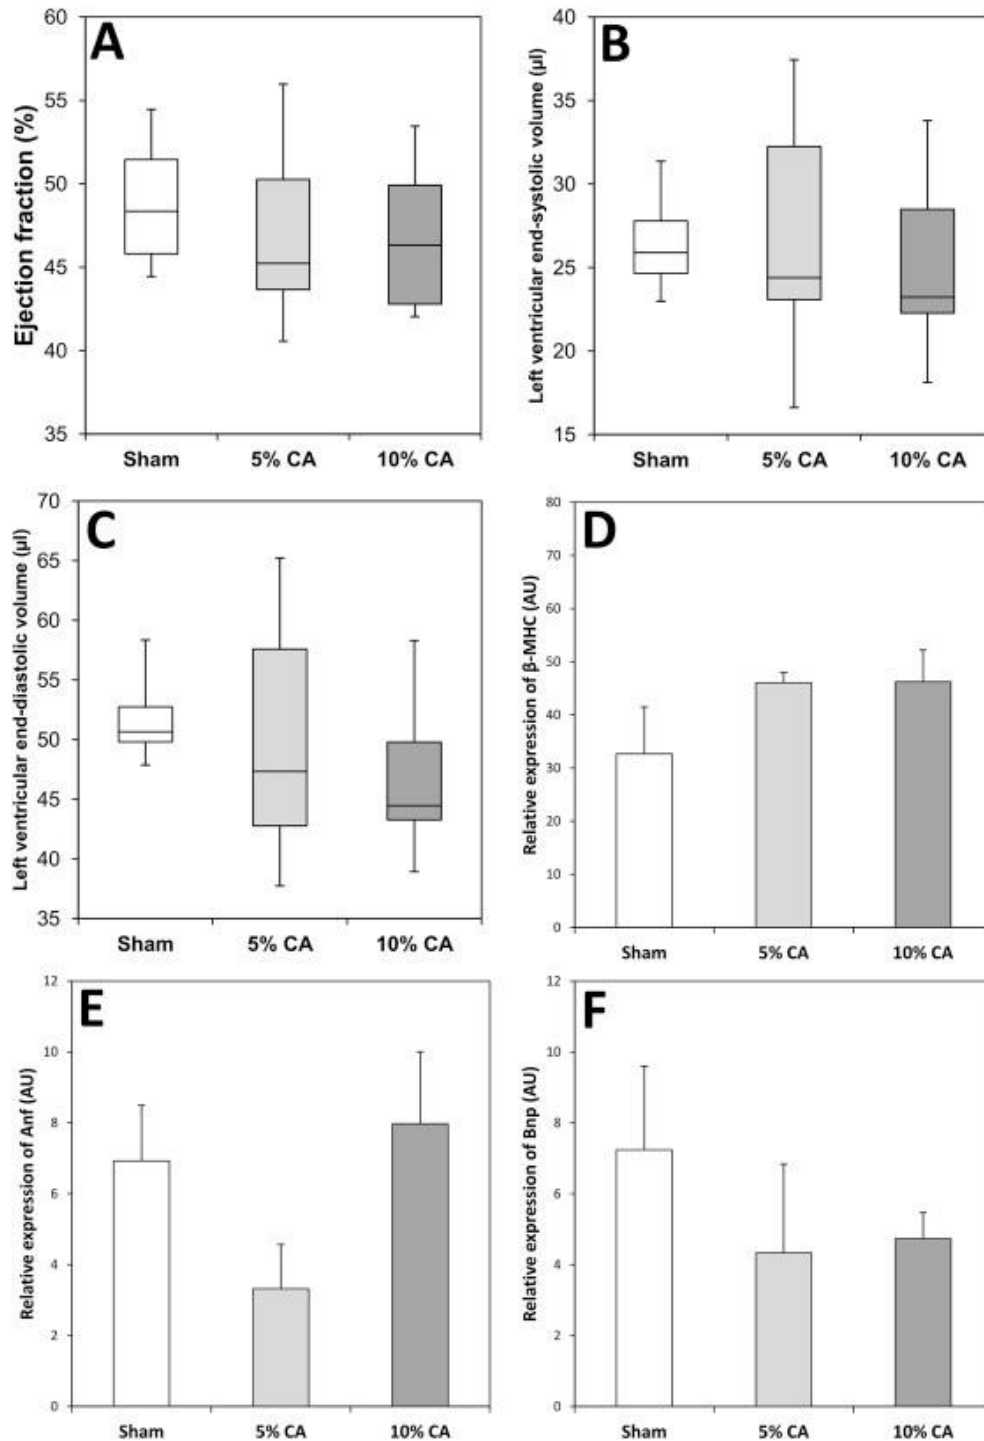 A
Ejection fraction (%)
60
55
50
45
40
35
Sham 5% CA 10% CA
B
Left ventricular end-systolic volume (µl)
40
35
30
25
20
15
Sham 5% CA 10% CA
C
Left ventricular end-diastolic volume (µl)
70
65
60
55
50
45
40
35
Sham 5% CA 10% CA
D
Relative expression of β-MHC (AU)
80
70
60
50
40
30
20
10
0
Sham 5% CA 10% CA
E
Relative expression of Anf (AU)
12
10
8
6
4
2
0
Sham 5% CA 10% CA
F
Relative expression of Bnp (AU)
12
10
8
6
4
2
0
Sham 5% CA 10% CA